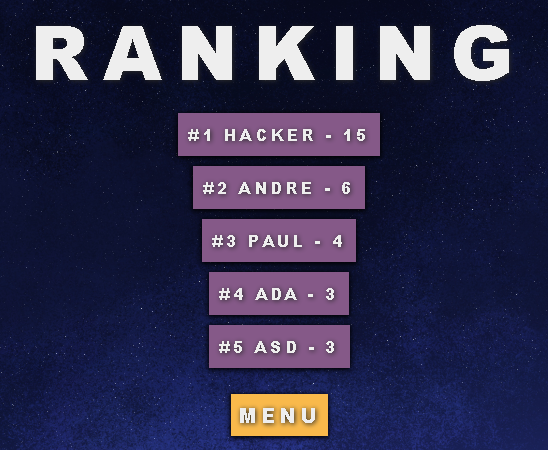 RANKING
#1 HACKER - 15
#2 ANDRE - 6
#3 PAUL - 4
#4 ADA - 3
#5 ASD - 3
MENU